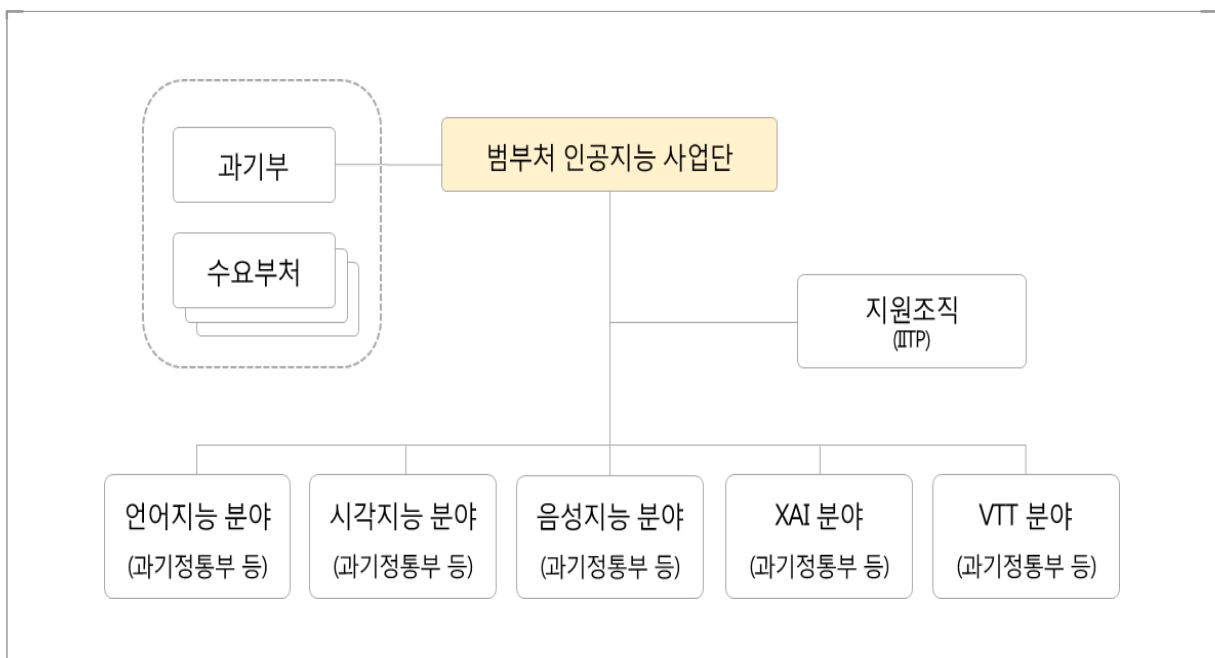 과기부
범부처 인공지능 사업단
수요부처
지원조직
(IITP)
언어지능 분야
(과기정통부 등)
시각지능 분야
(과기정통부 등)
음성지능 분야
(과기정통부 등)
XAI 분야
(과기정통부 등)
VTT 분야
(과기정통부 등)